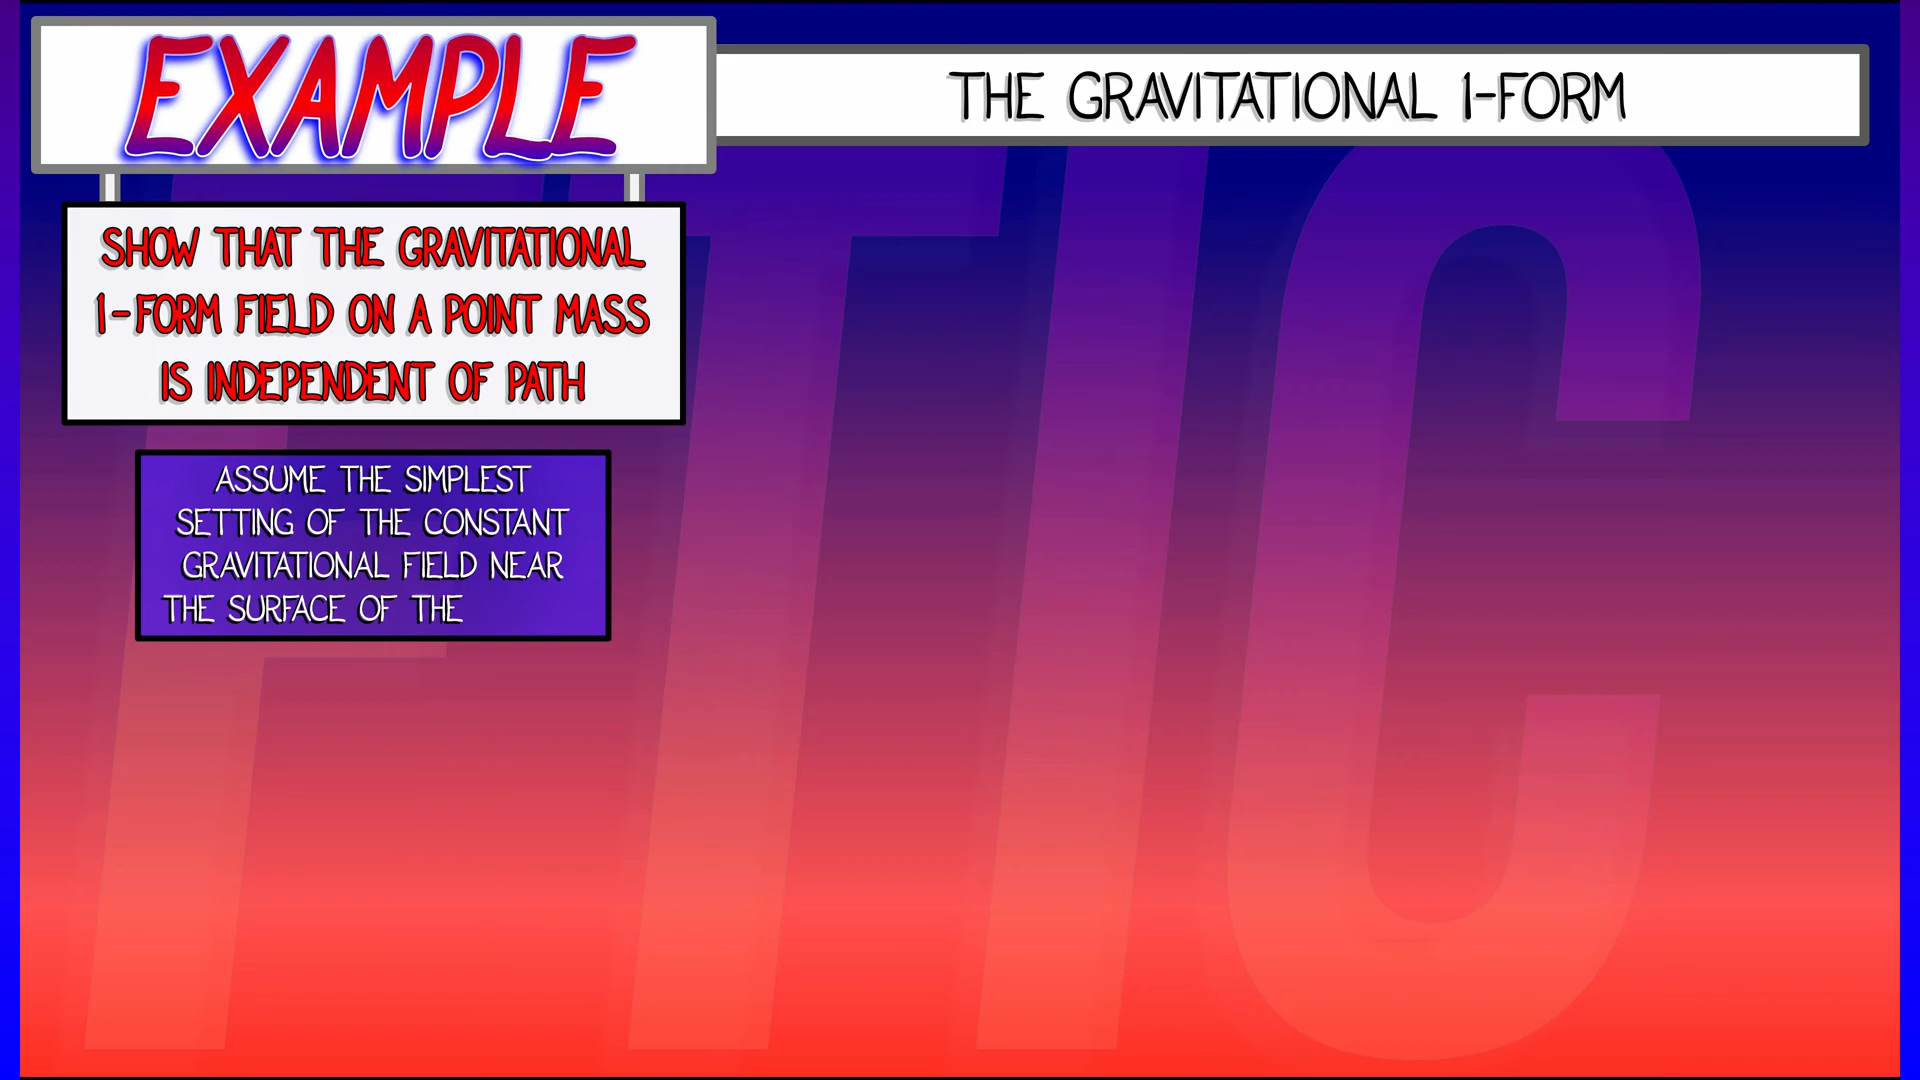 EXAMPLE
THE GRAVITATIONAL 1-FORM
SHOW THAT THE GRAVITATIONAL
1-FORM FIELD ON A POINT MASS
IS INDEPENDENT OF PATH
ASSUME THE SIMPLEST
SETTING OF THE CONSTANT
GRAVITATIONAL FIELD NEAR
THE SURFACE OF THE